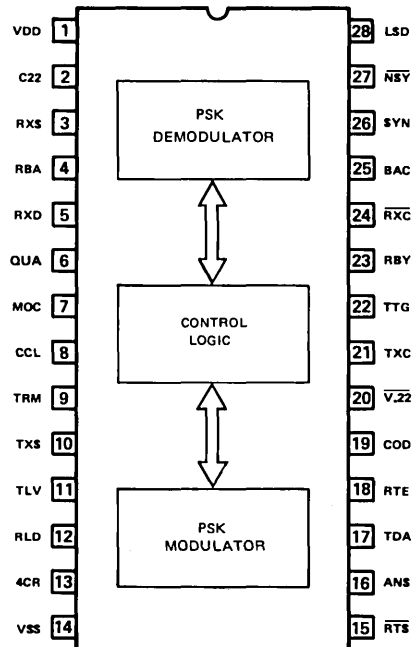 VDD 1 28 LSD
C22 2 27 NSY
RXS 3 26 SYN
PSK
DEMODULATOR
RBA 4 25 BAC
RXD 5 24 RXC
QUA 6 23 RBY
MOC 7 22 TTG
CONTROL
LOGIC
CCL 8 21 TXC
TRM 9 20 V.22
TXS 10 19 COD
TLV 11 18 RTE
PSK
MODULATOR
RLD 12 17 TDA
4CR 13 16 ANS
VSS 14 15 RTS